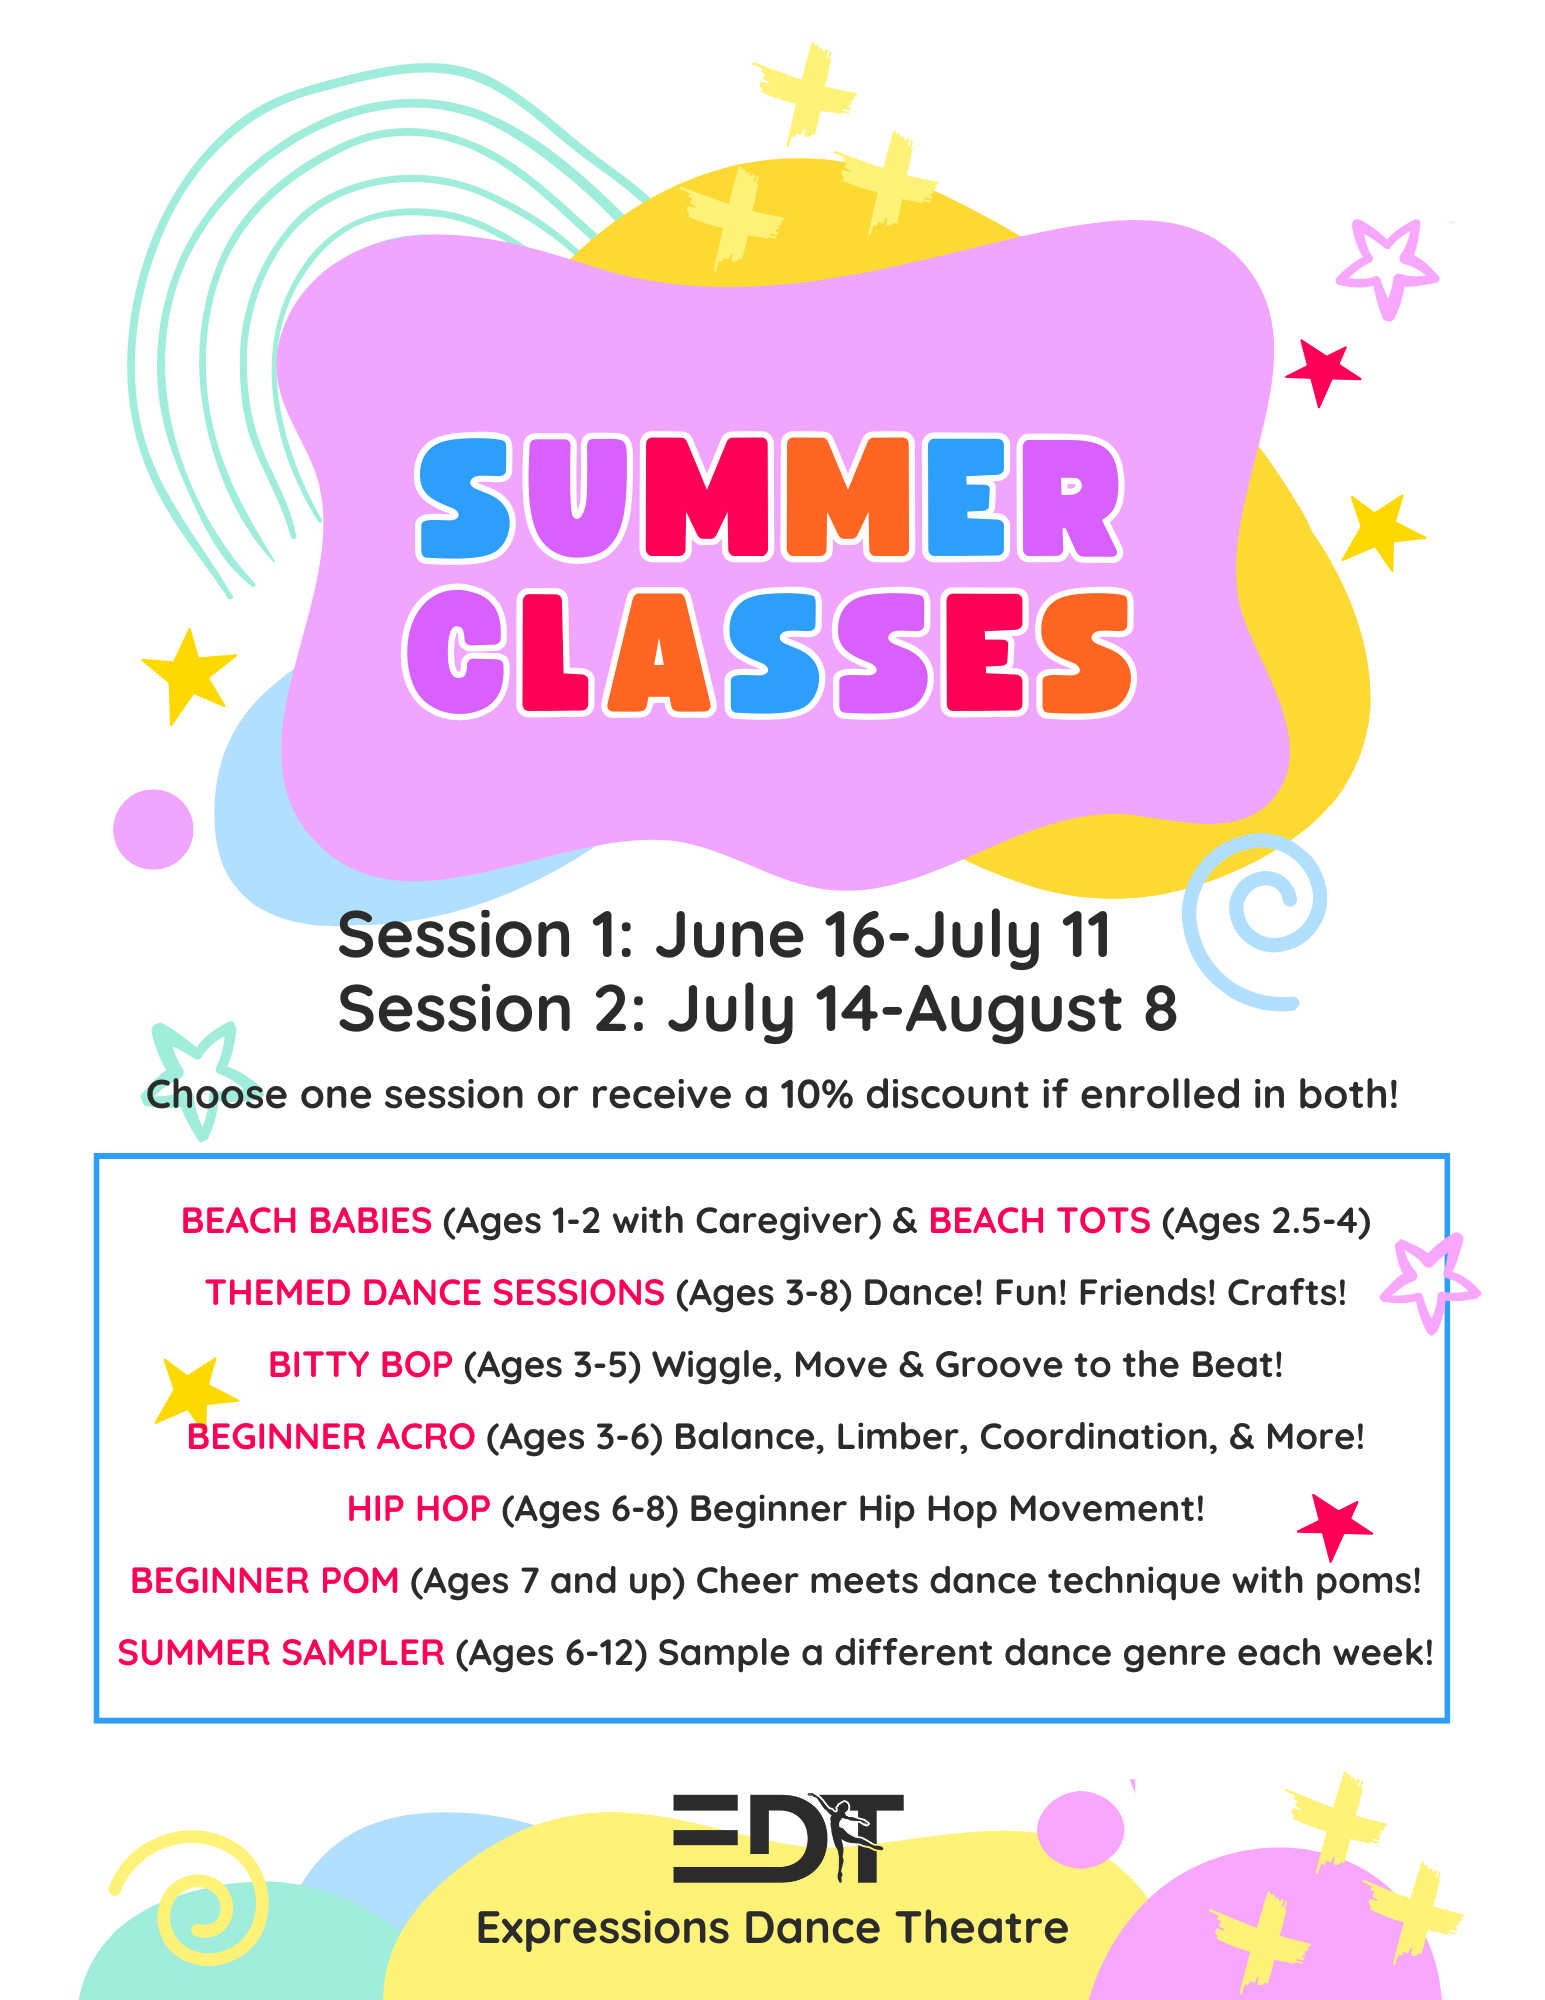 SUMMER
CLASSES
Session 1: June 16-July 11
Session 2: July 14-August 8
Choose one session or receive a 10% discount if enrolled in both!
BEACH BABIES (Ages 1-2 with Caregiver) & BEACH TOTS (Ages 2.5-4)
THEMED DANCE SESSIONS (Ages 3-8) Dance! Fun! Friends! Crafts!
BITTY BOP (Ages 3-5) Wiggle, Move & Groove to the Beat!
BEGINNER ACRO (Ages 3-6) Balance, Limber, Coordination, & More!
HIP HOP (Ages 6-8) Beginner Hip Hop Movement!
BEGINNER POM (Ages 7 and up) Cheer meets dance technique with poms!
SUMMER SAMPLER (Ages 6-12) Sample a different dance genre each week!
EDT
Expressions Dance Theatre